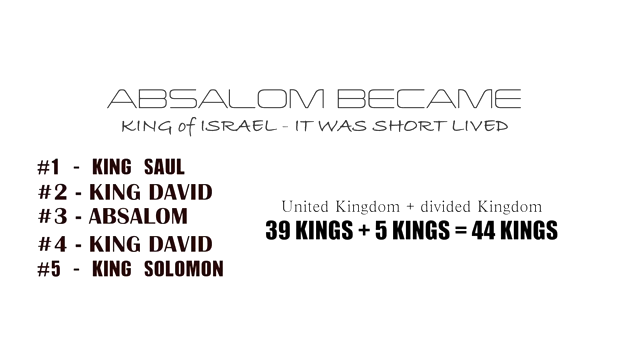 ABSALOM BECAME
KING of ISRAEL - IT WAS SHORT LIVED
#1 - KING SAUL
#2 - KING DAVID
#3 - ABSALOM
#4 - KING DAVID
#5 - KING SOLOMON
United Kingdom + divided Kingdom
39 KINGS + 5 KINGS = 44 KINGS